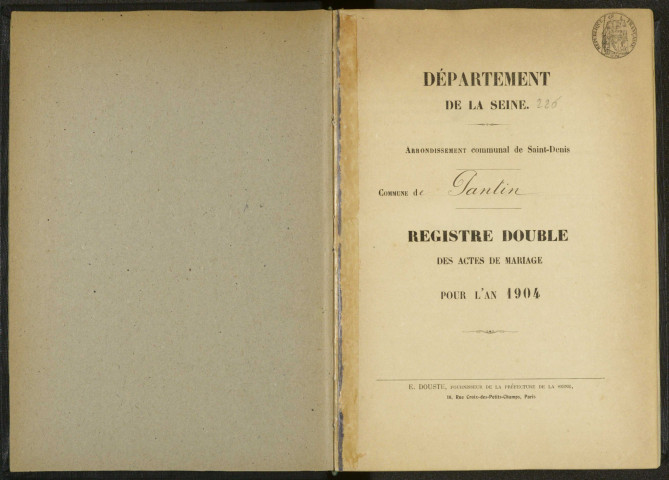 DÉPARTEMENT
DE LA SEINE. 226
ARRONDISSEMENT communal de Saint-Denis
COMMUNE de Pantin
REGISTRE DOUBLE
DES ACTES DE MARIAGE
POUR L'AN 1904
E. DOUSTE, FOURNISSEUR DE LA PRÉFECTURE DE LA SEINE,
Rue Croix-des-Petits-Champs, Paris